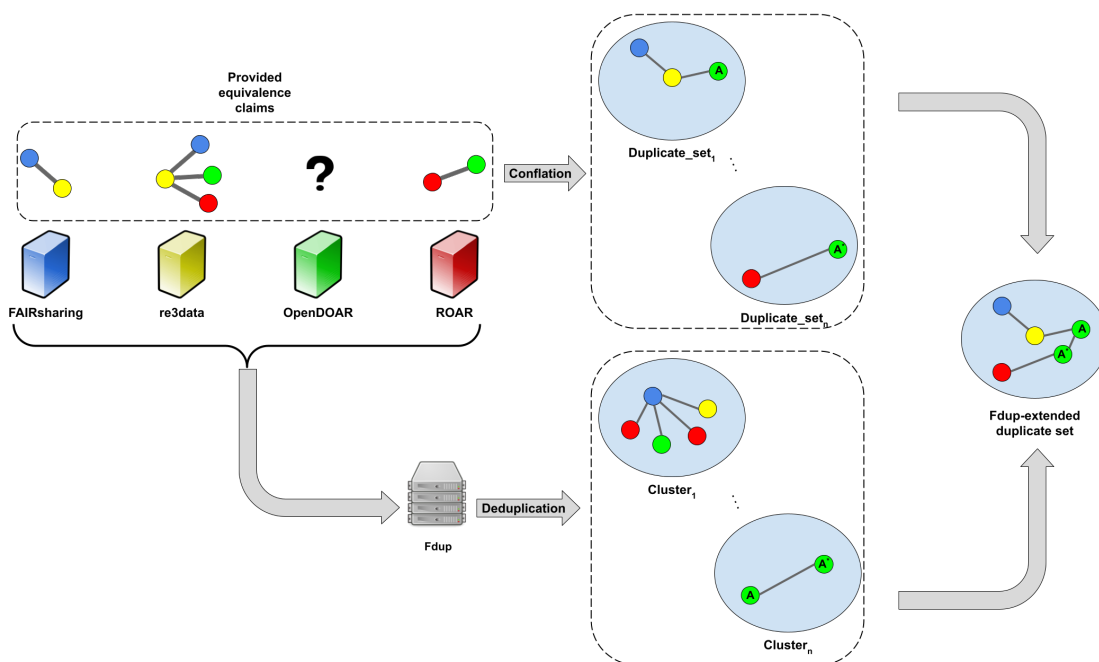 Provided
equivalence
claims
?
FAIRsharing
re3data
OpenDOAR
ROAR
Conflation
A
Duplicate_set₁
...
A'
Duplicate_setₙ
Fdup
Deduplication
Cluster₁
...
A
A'
Clusterₙ
A
A'
Fdup-extended
duplicate set